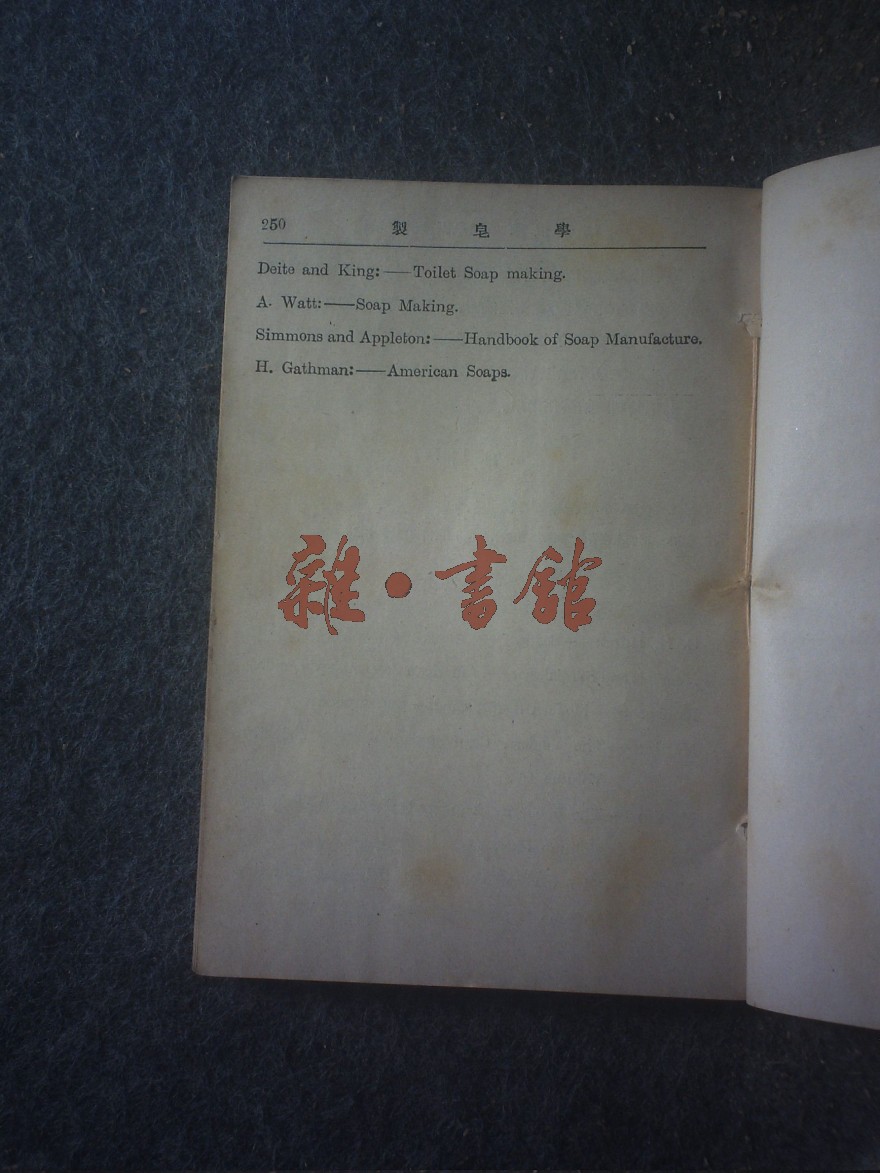 250 製皂學
Deite and King:——Toilet Soap making.
A. Watt:——Soap Making.
Simmons and Appleton:——Handbook of Soap Manufacture.
H. Gathman:——American Soaps.
雜·書館